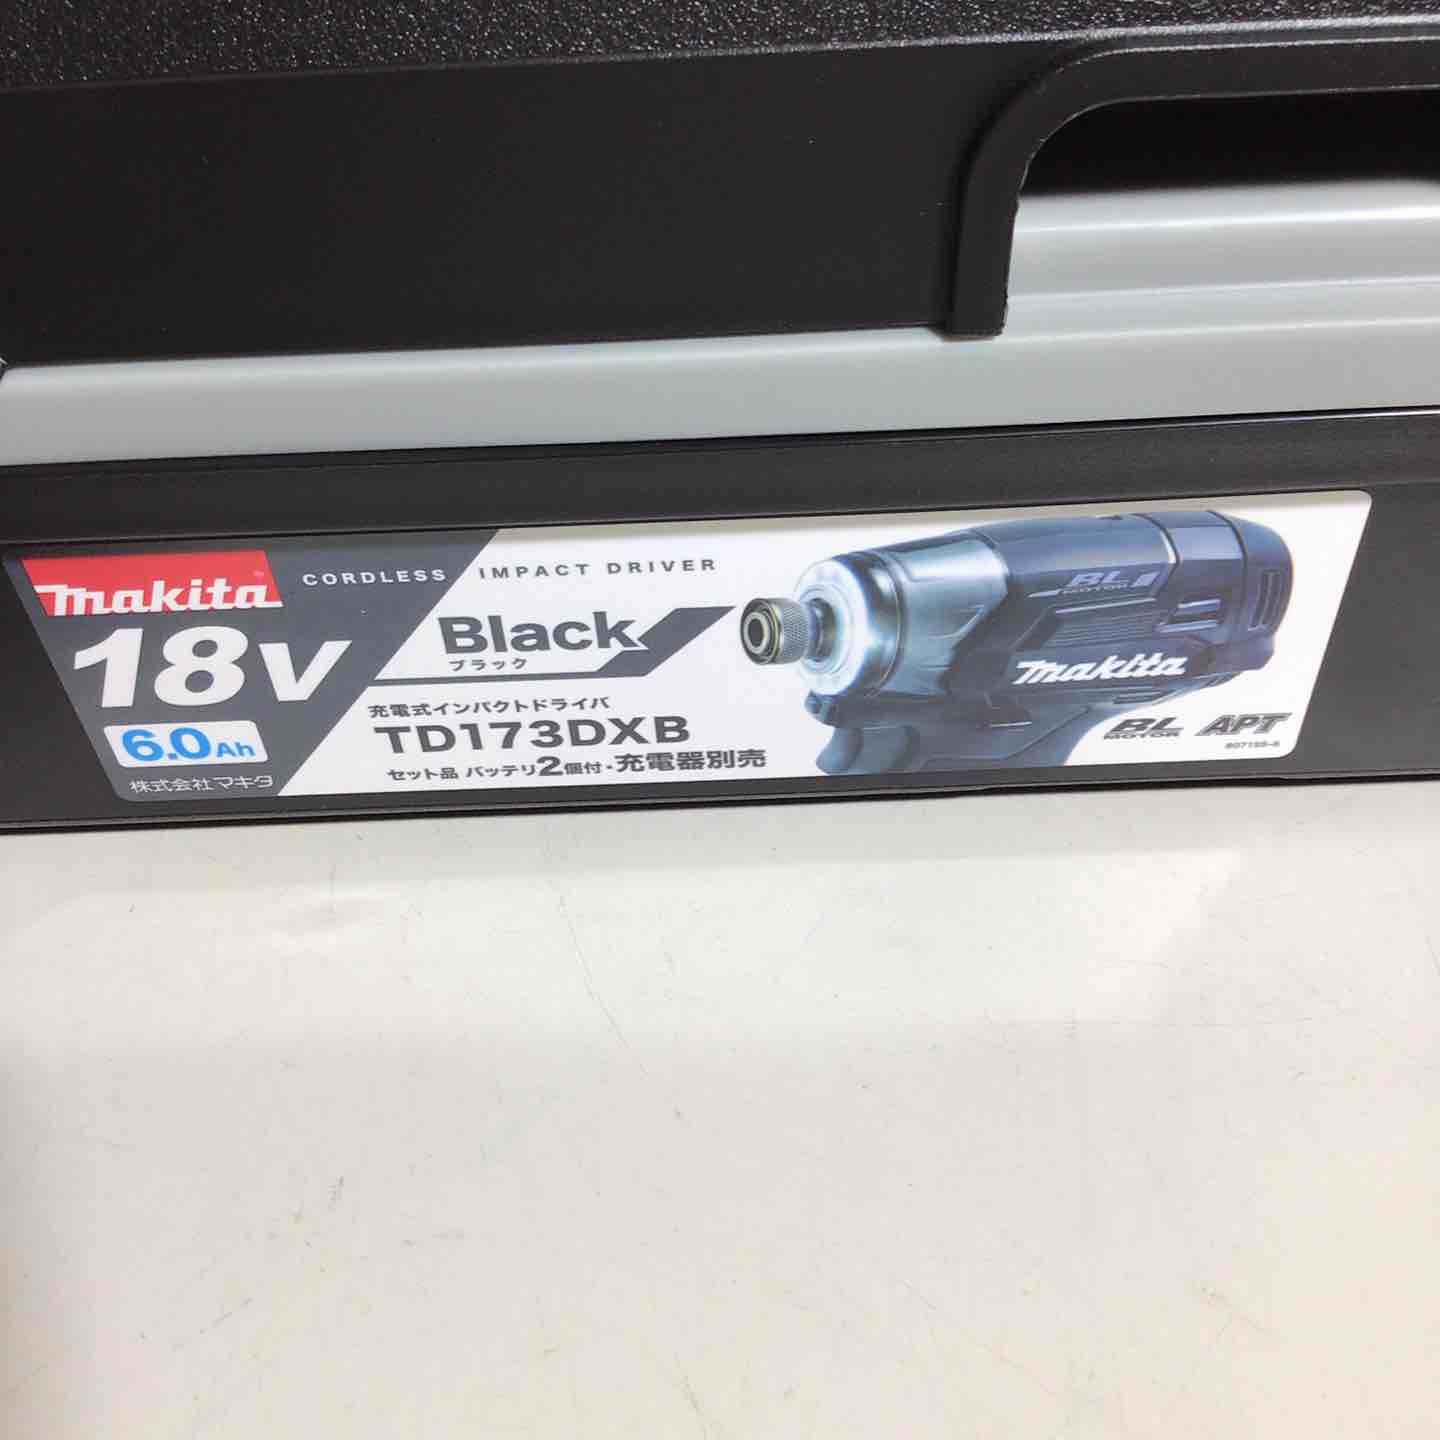 makita
CORDLESS IMPACT DRIVER
18V
6.0Ah
株式会社マキタ
Black
ブラック
充電式インパクトドライバ
TD173DXB
セット品 バッテリ2個付・充電器別売
BL
MOTOR
makita
BL
MOTOR
APT